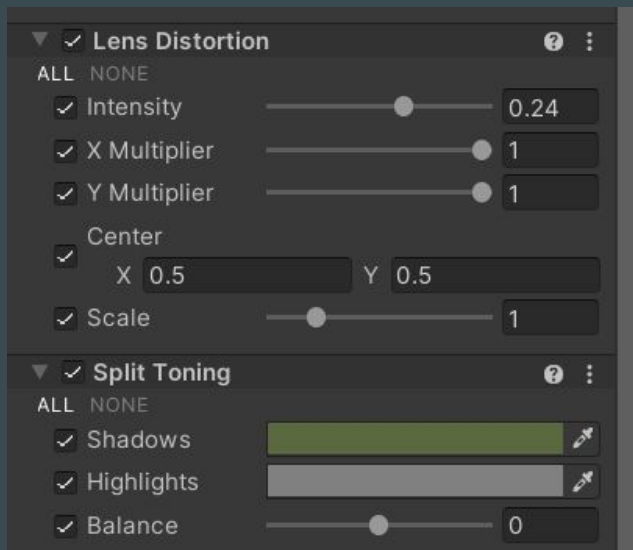 Lens Distortion
ALL NONE
Intensity 0.24
X Multiplier 1
Y Multiplier 1
Center
X 0.5 Y 0.5
Scale 1
Split Toning
ALL NONE
Shadows
Highlights
Balance 0